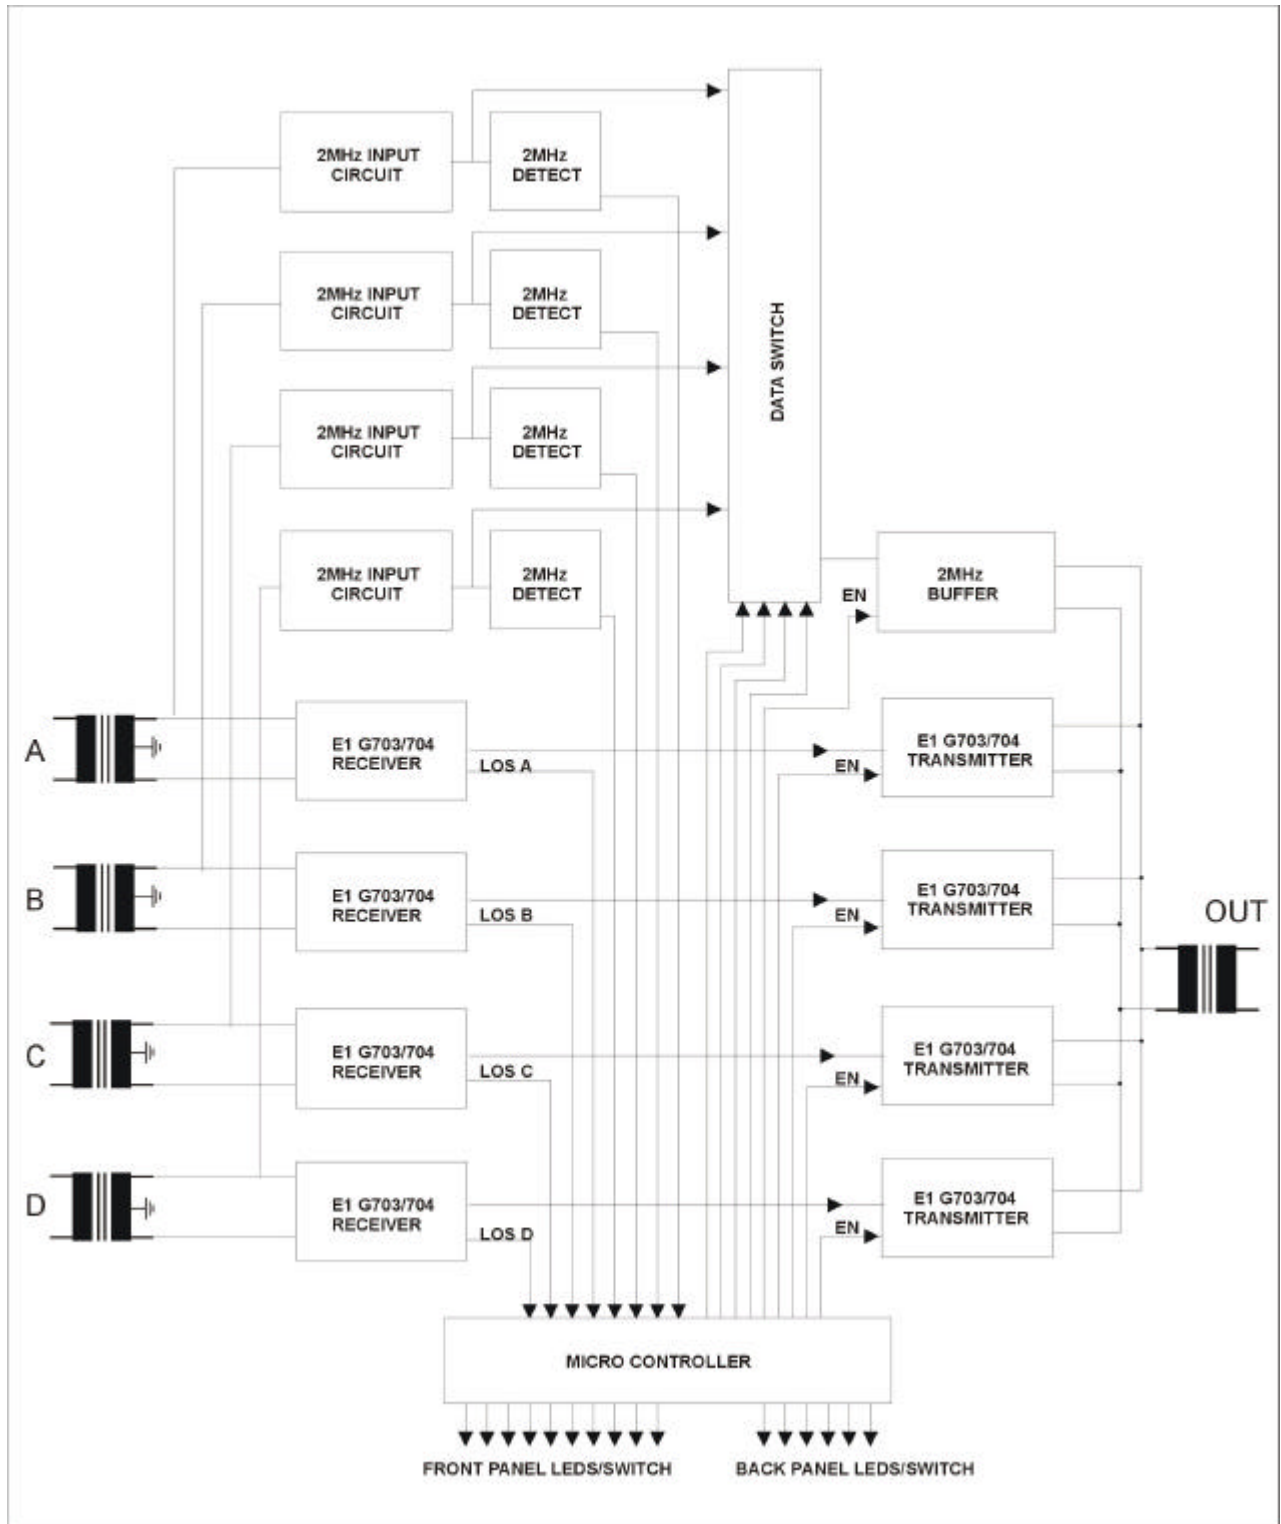 2MHz INPUT
CIRCUIT
2MHz
DETECT
2MHz INPUT
CIRCUIT
2MHz
DETECT
2MHz INPUT
CIRCUIT
2MHz
DETECT
2MHz INPUT
CIRCUIT
2MHz
DETECT
DATA SWITCH
2MHz
BUFFER
EN
A
E1 G703/704
RECEIVER
LOS A
EN
E1 G703/704
TRANSMITTER
B
E1 G703/704
RECEIVER
LOS B
EN
E1 G703/704
TRANSMITTER
OUT
C
E1 G703/704
RECEIVER
LOS C
EN
E1 G703/704
TRANSMITTER
D
E1 G703/704
RECEIVER
LOS D
EN
E1 G703/704
TRANSMITTER
MICRO CONTROLLER
FRONT PANEL LEDS/SWITCH
BACK PANEL LEDS/SWITCH